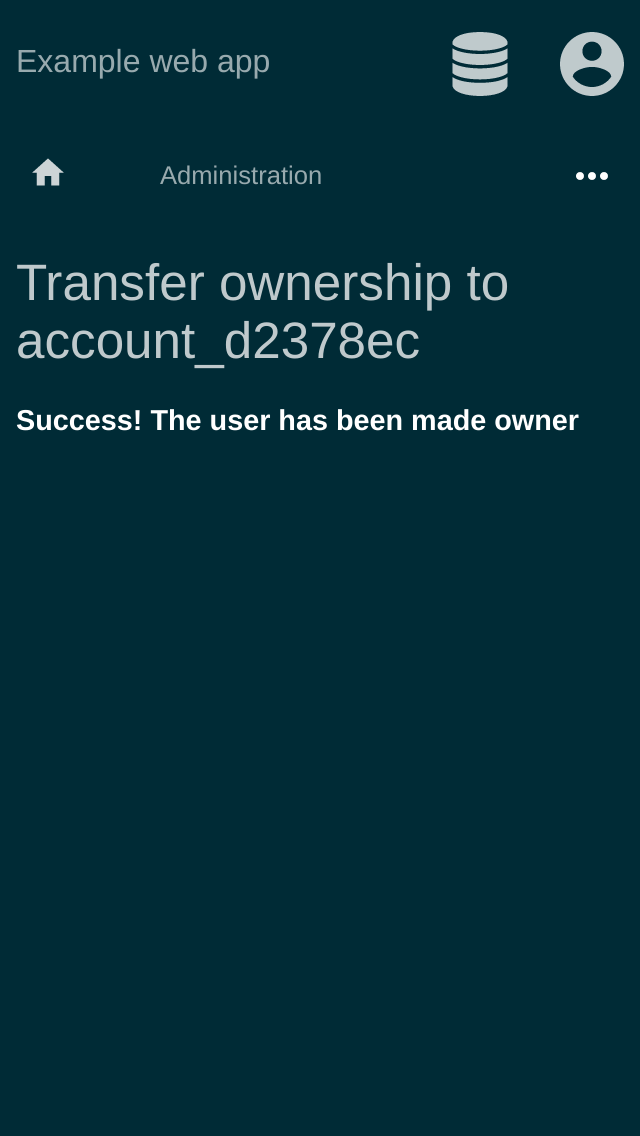 Example web app
Administration
Transfer ownership to
account_d2378ec
Success! The user has been made owner